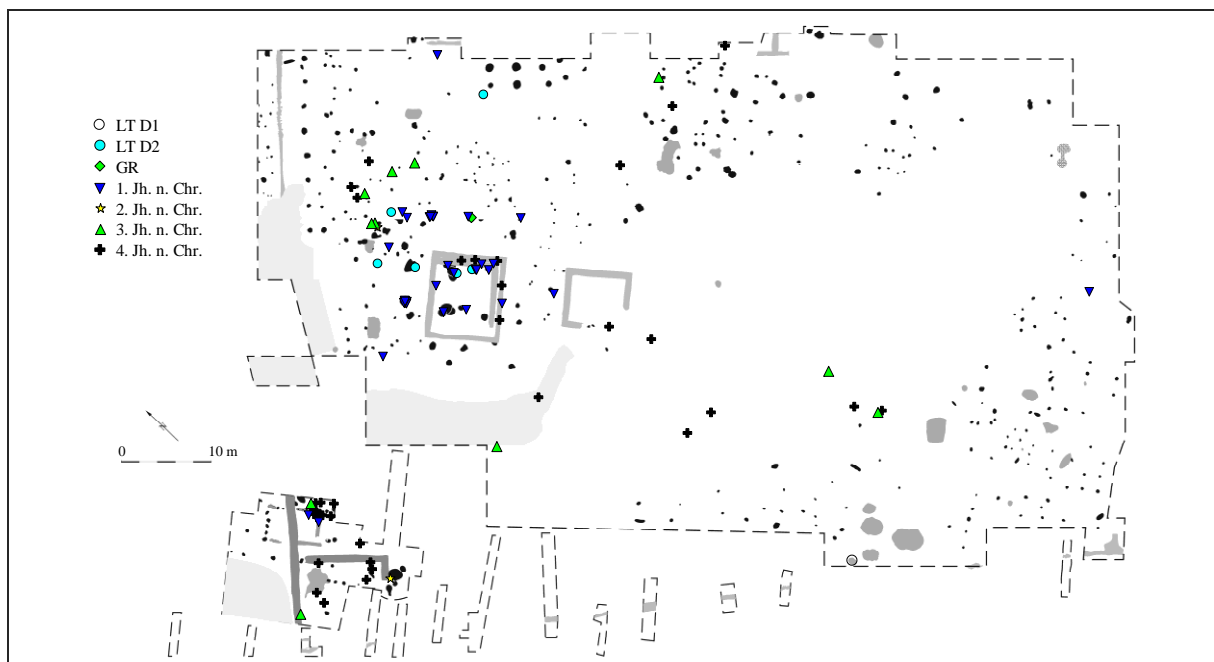 LT D1
LT D2
GR
1. Jh. n. Chr.
2. Jh. n. Chr.
3. Jh. n. Chr.
4. Jh. n. Chr.
0 10 m